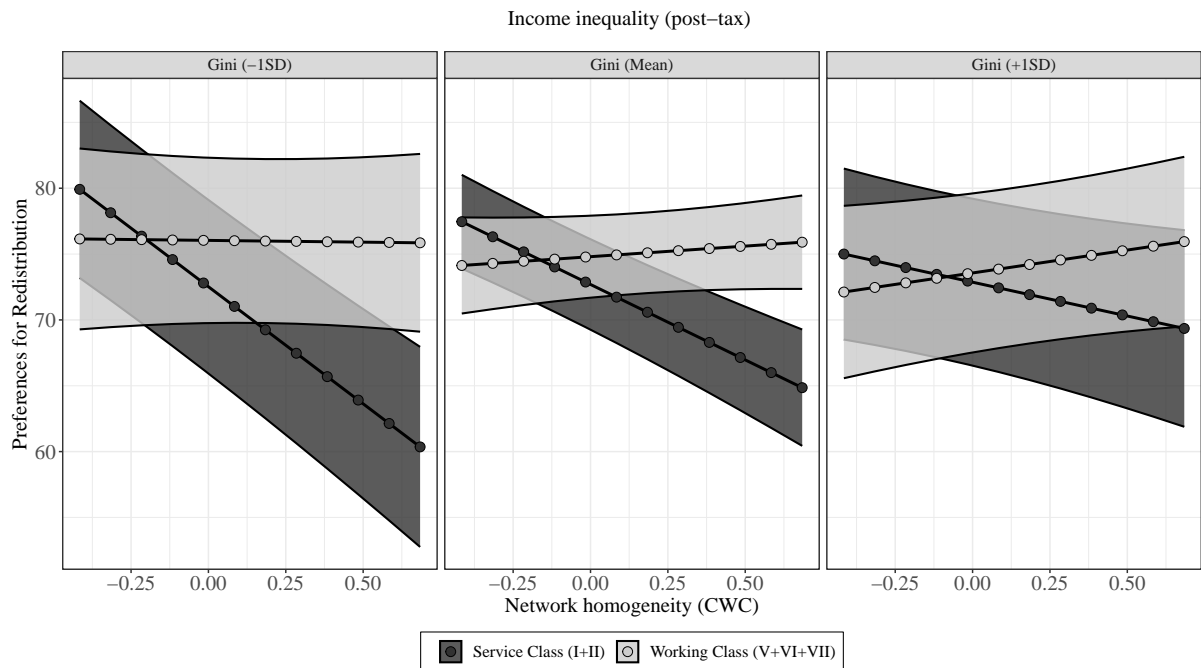 Income inequality (post−tax)
Gini (−1SD) Gini (Mean) Gini (+1SD)
Preferences for Redistribution
80
70
60
−0.25 0.00 0.25 0.50 −0.25 0.00 0.25 0.50 −0.25 0.00 0.25 0.50
Network homogeneity (CWC)
Service Class (I+II) Working Class (V+VI+VII)